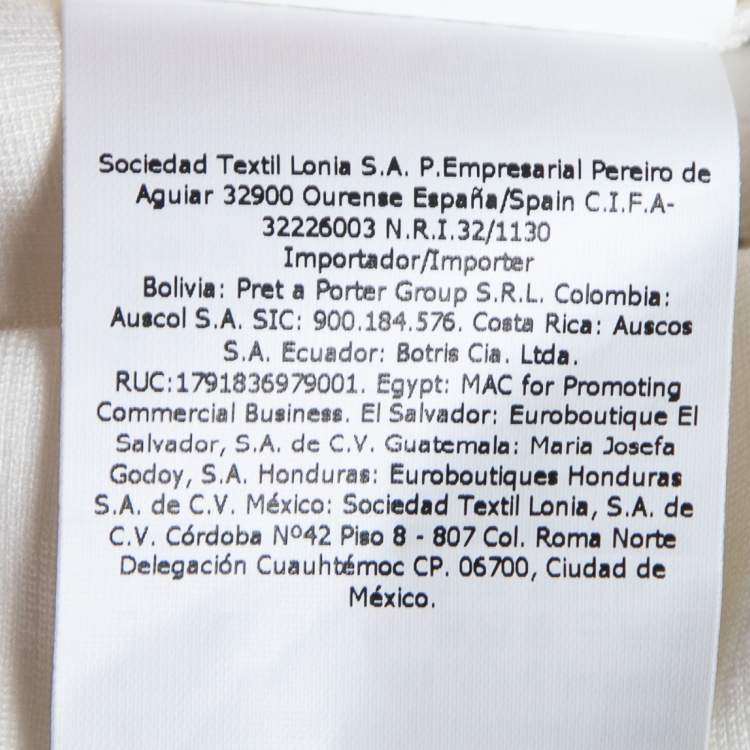 Sociedad Textil Lonia S.A. P.Empresarial Pereiro de
Aguiar 32900 Ourense España/Spain C.I.F.A-
32226003 N.R.I.32/1130
Importador/Importer
Bolivia: Pret a Porter Group S.R.L. Colombia:
Auscol S.A. SIC: 900.184.576. Costa Rica: Auscos
S.A. Ecuador: Botris Cia. Ltda.
RUC:1791836979001. Egypt: MAC for Promoting
Commercial Business. El Salvador: Euroboutique El
Salvador, S.A. de C.V. Guatemala: Maria Josefa
Godoy, S.A. Honduras: Euroboutiques Honduras
S.A. de C.V. México: Sociedad Textil Lonia, S.A. de
C.V. Córdoba Nº42 Piso 8 - 807 Col. Roma Norte
Delegación Cuauhtémoc CP. 06700, Ciudad de
México.